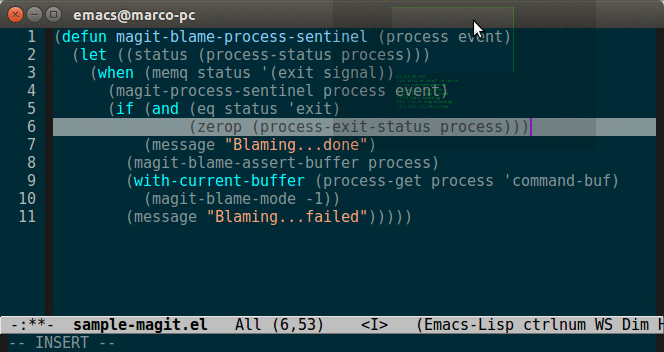 emacs@marco-pc
1 (defun magit-blame-process-sentinel (process event)
2 (let ((status (process-status process)))
3 (when (memq status '(exit signal))
4 (magit-process-sentinel process event)
5 (if (and (eq status 'exit)
6 (zerop (process-exit-status process)))
7 (message "Blaming...done")
8 (magit-blame-assert-buffer process)
9 (with-current-buffer (process-get process 'command-buf)
10 (magit-blame-mode -1))
11 (message "Blaming...failed")))))
-:**- sample-magit.el All (6,53) <I> (Emacs-Lisp ctrlnum WS Dim H
-- INSERT --